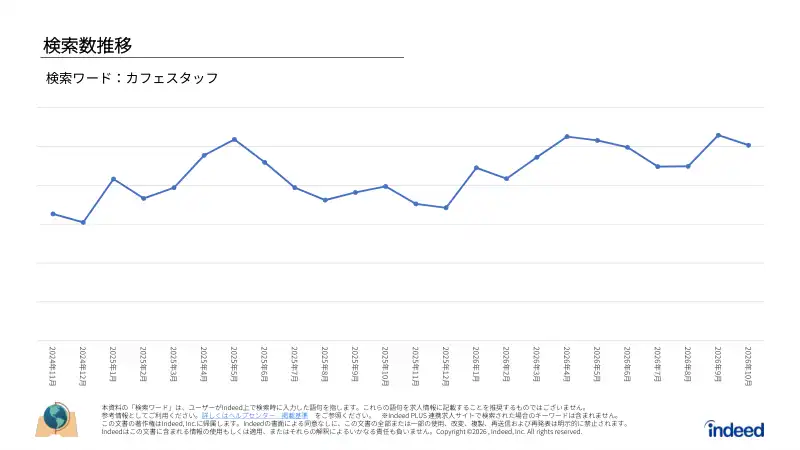 検索数推移
検索ワード：カフェスタッフ
2024年11月
2024年12月
2025年1月
2025年2月
2025年3月
2025年4月
2025年5月
2025年6月
2025年7月
2025年8月
2025年9月
2025年10月
2025年11月
2025年12月
2026年1月
2026年2月
2026年3月
2026年4月
2026年5月
2026年6月
2026年7月
2026年8月
2026年9月
2026年10月
本資料の「検索ワード」は、ユーザーがIndeed上で検索時に入力した語句を指します。これらの語句を求人情報に記載することを推奨するものではございません。
参考情報としてご利用ください。詳しくはヘルプセンター 掲載基準 をご参照ください。 ※Indeed PLUS 連携求人サイトで検索された場合のキーワードは含まれません。
この文書の著作権はIndeed, Inc.に帰属します。Indeedの書面による同意なしに、この文書の全部または一部の使用、改変、複製、再送信および再発表は明示的に禁止されます。
Indeedはこの文書に含まれる情報の使用もしくは適用、またはそれらの解釈によるいかなる責任も負いません。Copyright ©2026 , Indeed, Inc. All rights reserved.
indeed